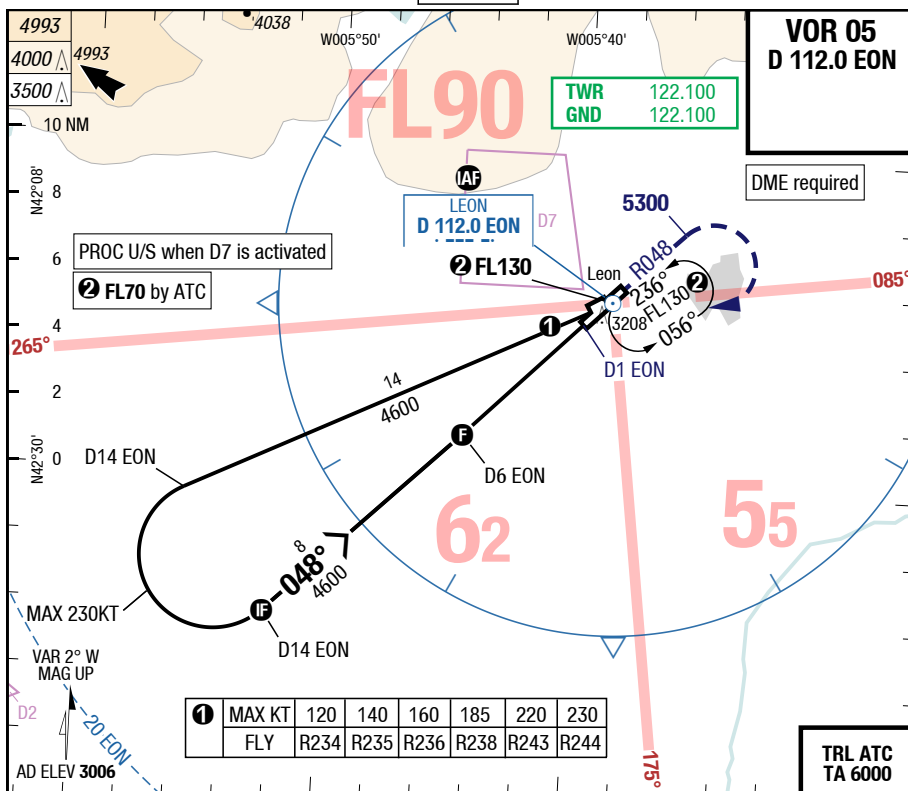 4993
4000
3500
4993
4038
W005°50'
W005°40'
VOR 05
D 112.0 EON
FL90
TWR 122.100
GND 122.100
10 NM
N42°08'
8
6
4
2
0
N42°30'
IAF
LEON
D 112.0 EON
D7
DME required
5300
PROC U/S when D7 is activated
2 FL70 by ATC
2 FL130
Leon
R048
236°
2
FL130
3208
056°
085°
265°
1
D1 EON
14
4600
D14 EON
F
D6 EON
62
55
8
048°
4600
IF
D14 EON
MAX 230KT
VAR 2° W
MAG UP
D2
20 EON
AD ELEV 3006
1 MAX KT 120 140 160 185 220 230
FLY R234 R235 R236 R238 R243 R244
175°
TRL ATC
TA 6000